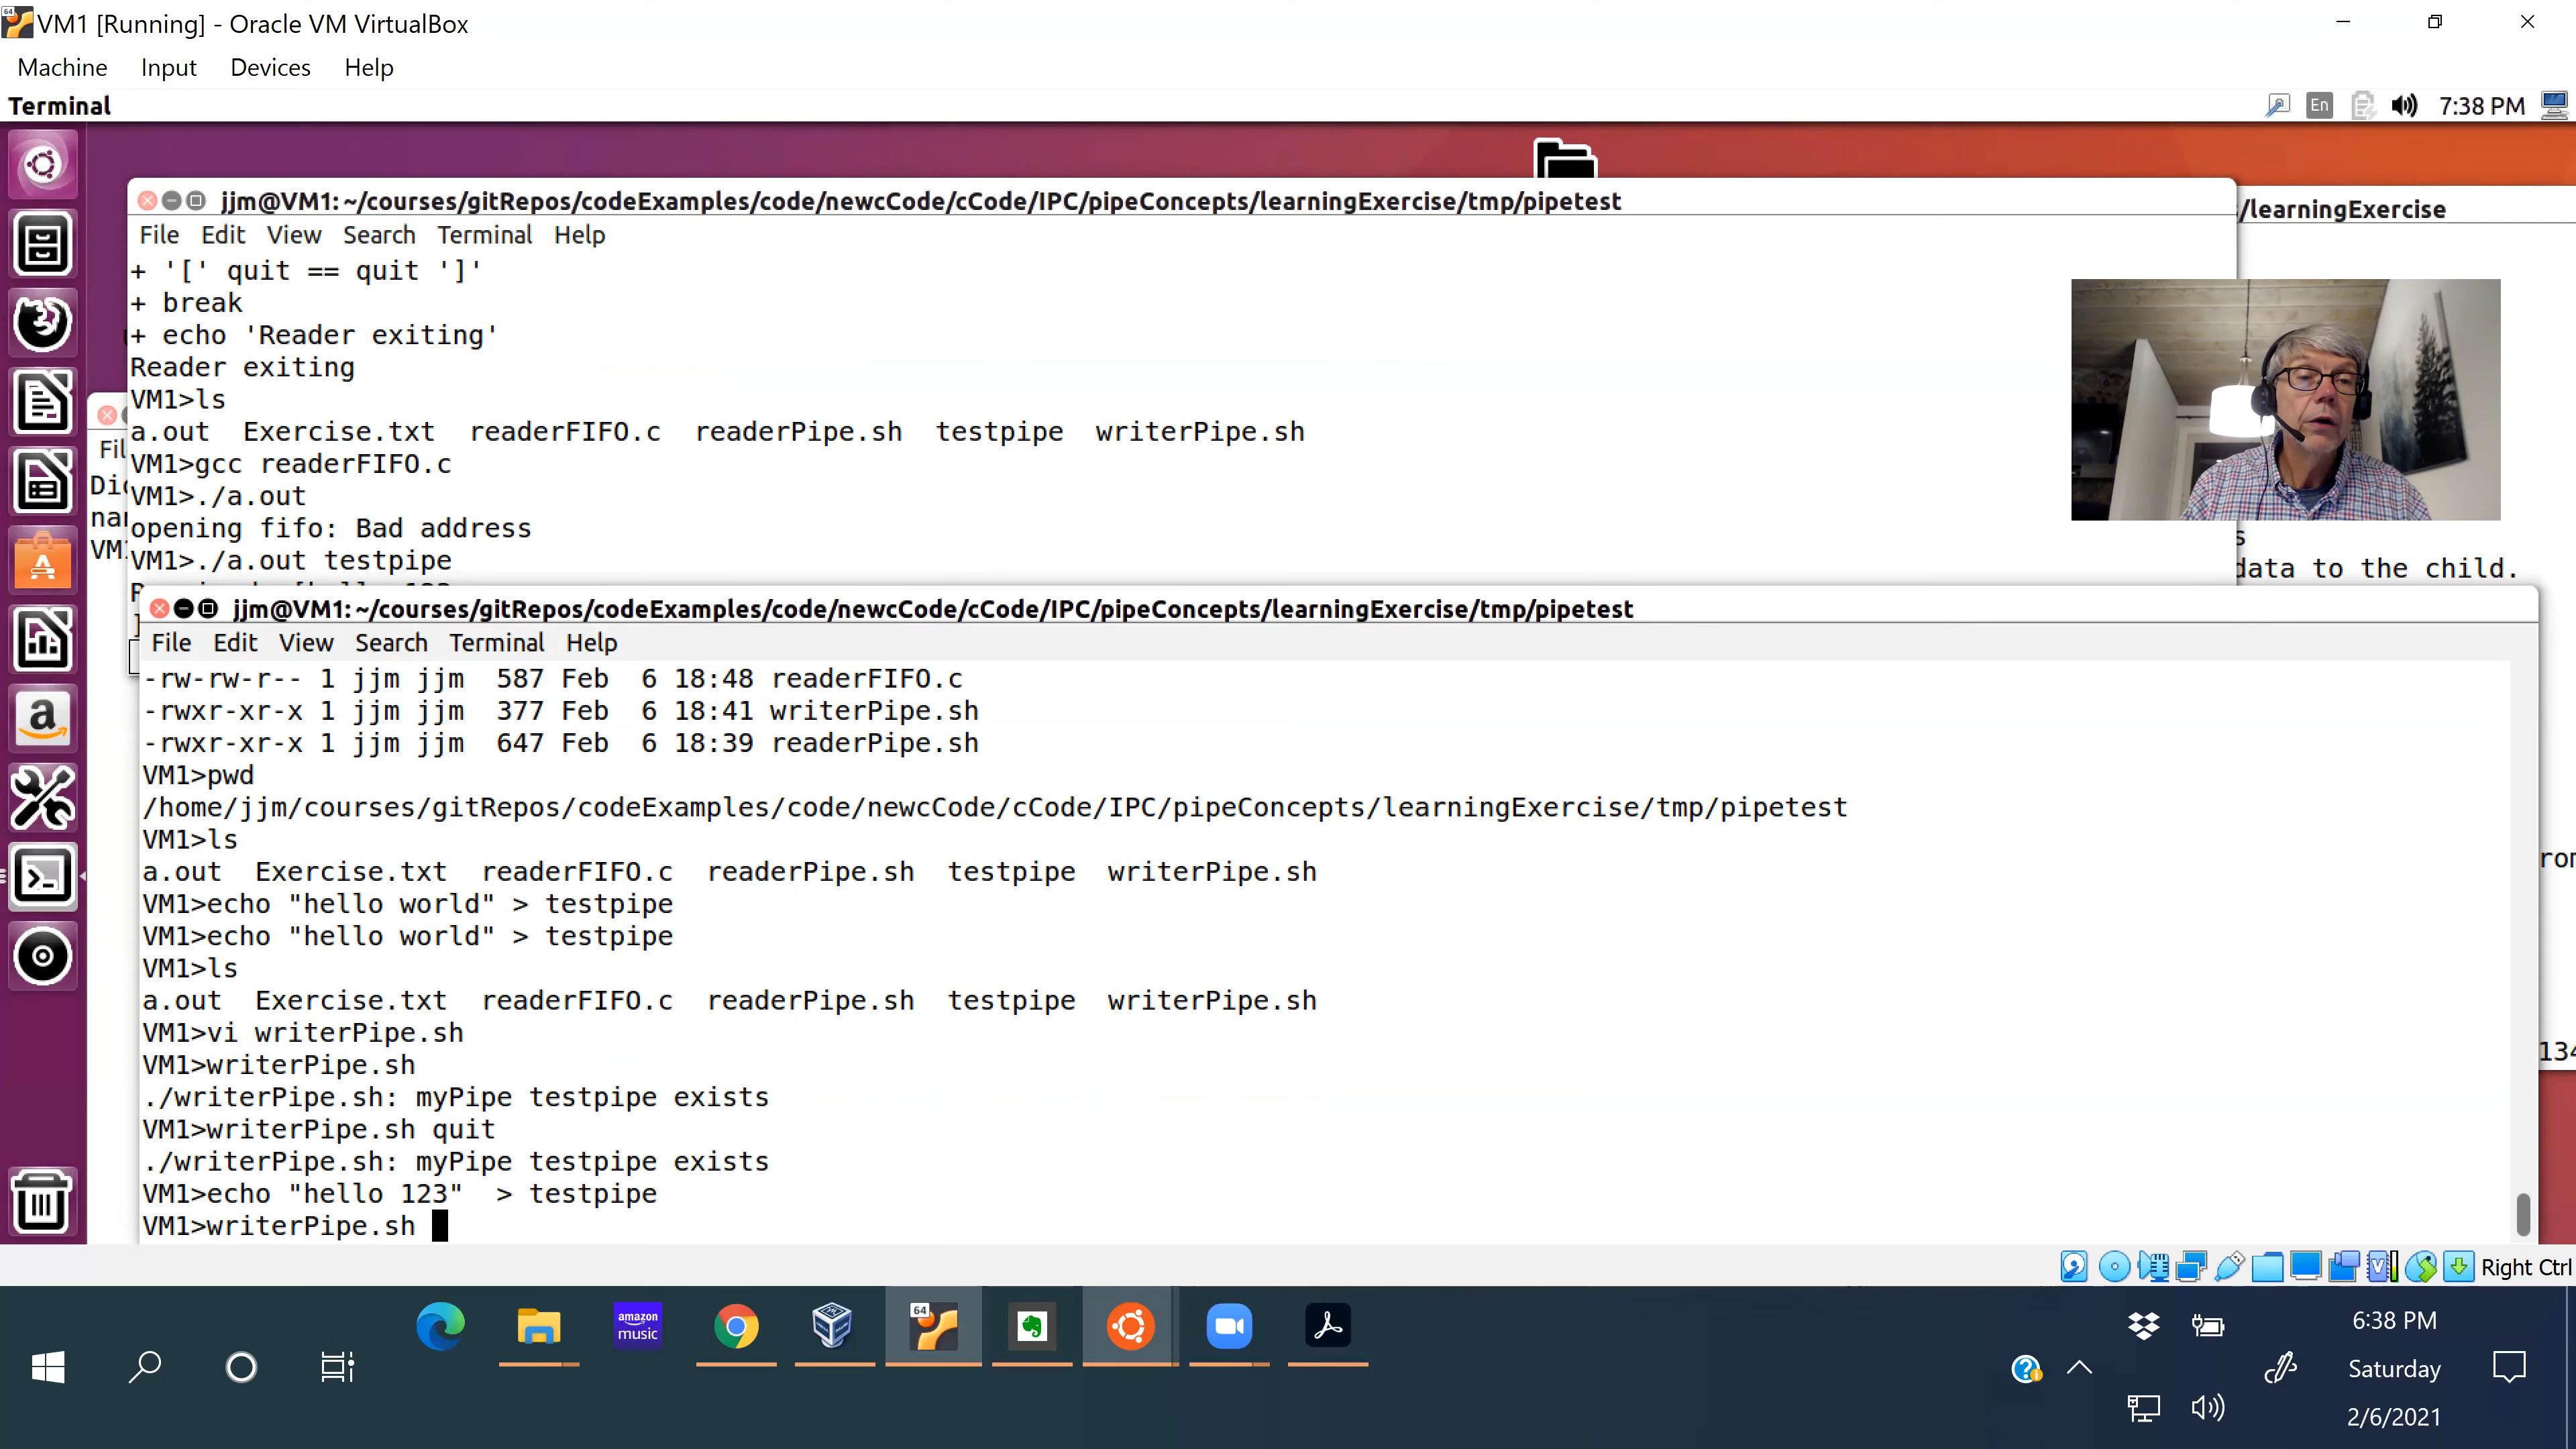 VM1 [Running] - Oracle VM VirtualBox
Machine Input Devices Help
Terminal
En
7:38 PM
jjm@VM1: ~/courses/gitRepos/codeExamples/code/newcCode/cCode/IPC/pipeConcepts/learningExercise/tmp/pipetest
/learningExercise
File Edit View Search Terminal Help
+ '[' quit == quit ']'
+ break
+ echo 'Reader exiting'
Reader exiting
VM1>ls
a.out Exercise.txt readerFIFO.c readerPipe.sh testpipe writerPipe.sh
VM1>gcc readerFIFO.c
VM1>./a.out
opening fifo: Bad address
VM1>./a.out testpipe
data to the child.
jjm@VM1: ~/courses/gitRepos/codeExamples/code/newcCode/cCode/IPC/pipeConcepts/learningExercise/tmp/pipetest
File Edit View Search Terminal Help
-rw-rw-r-- 1 jjm jjm 587 Feb 6 18:48 readerFIFO.c
-rwxr-xr-x 1 jjm jjm 377 Feb 6 18:41 writerPipe.sh
-rwxr-xr-x 1 jjm jjm 647 Feb 6 18:39 readerPipe.sh
VM1>pwd
/home/jjm/courses/gitRepos/codeExamples/code/newcCode/cCode/IPC/pipeConcepts/learningExercise/tmp/pipetest
VM1>ls
a.out Exercise.txt readerFIFO.c readerPipe.sh testpipe writerPipe.sh
VM1>echo "hello world" > testpipe
VM1>echo "hello world" > testpipe
VM1>ls
a.out Exercise.txt readerFIFO.c readerPipe.sh testpipe writerPipe.sh
VM1>vi writerPipe.sh
VM1>writerPipe.sh
./writerPipe.sh: myPipe testpipe exists
VM1>writerPipe.sh quit
./writerPipe.sh: myPipe testpipe exists
VM1>echo "hello 123" > testpipe
VM1>writerPipe.sh
Right Ctrl
amazon music
64
6:38 PM
Saturday
2/6/2021